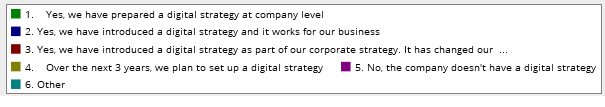 1. Yes, we have prepared a digital strategy at company level
2. Yes, we have introduced a digital strategy and it works for our business
3. Yes, we have introduced a digital strategy as part of our corporate strategy. It has changed our ...
4. Over the next 3 years, we plan to set up a digital strategy 5. No, the company doesn't have a digital strategy
6. Other